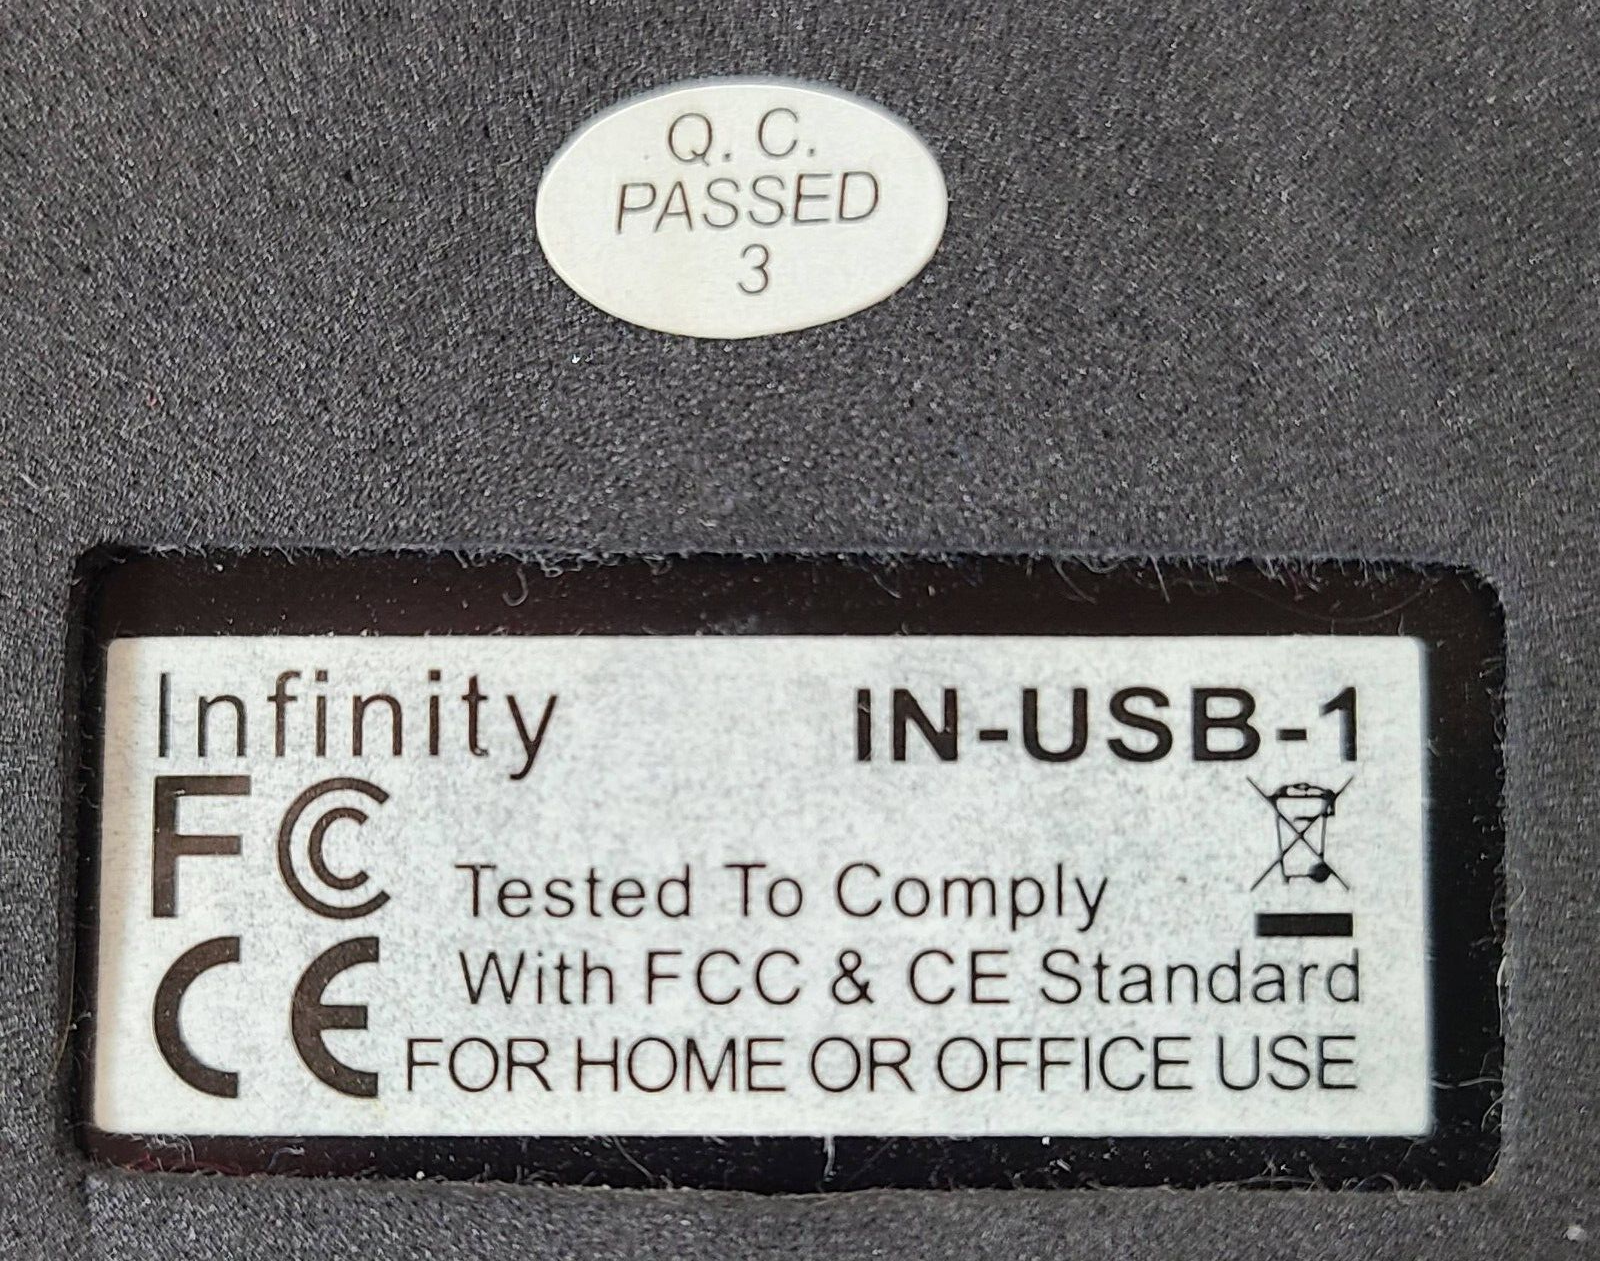 Q. C.
PASSED
3
Infinity IN-USB-1
FC
Tested To Comply
With FCC & CE Standard
CE FOR HOME OR OFFICE USE